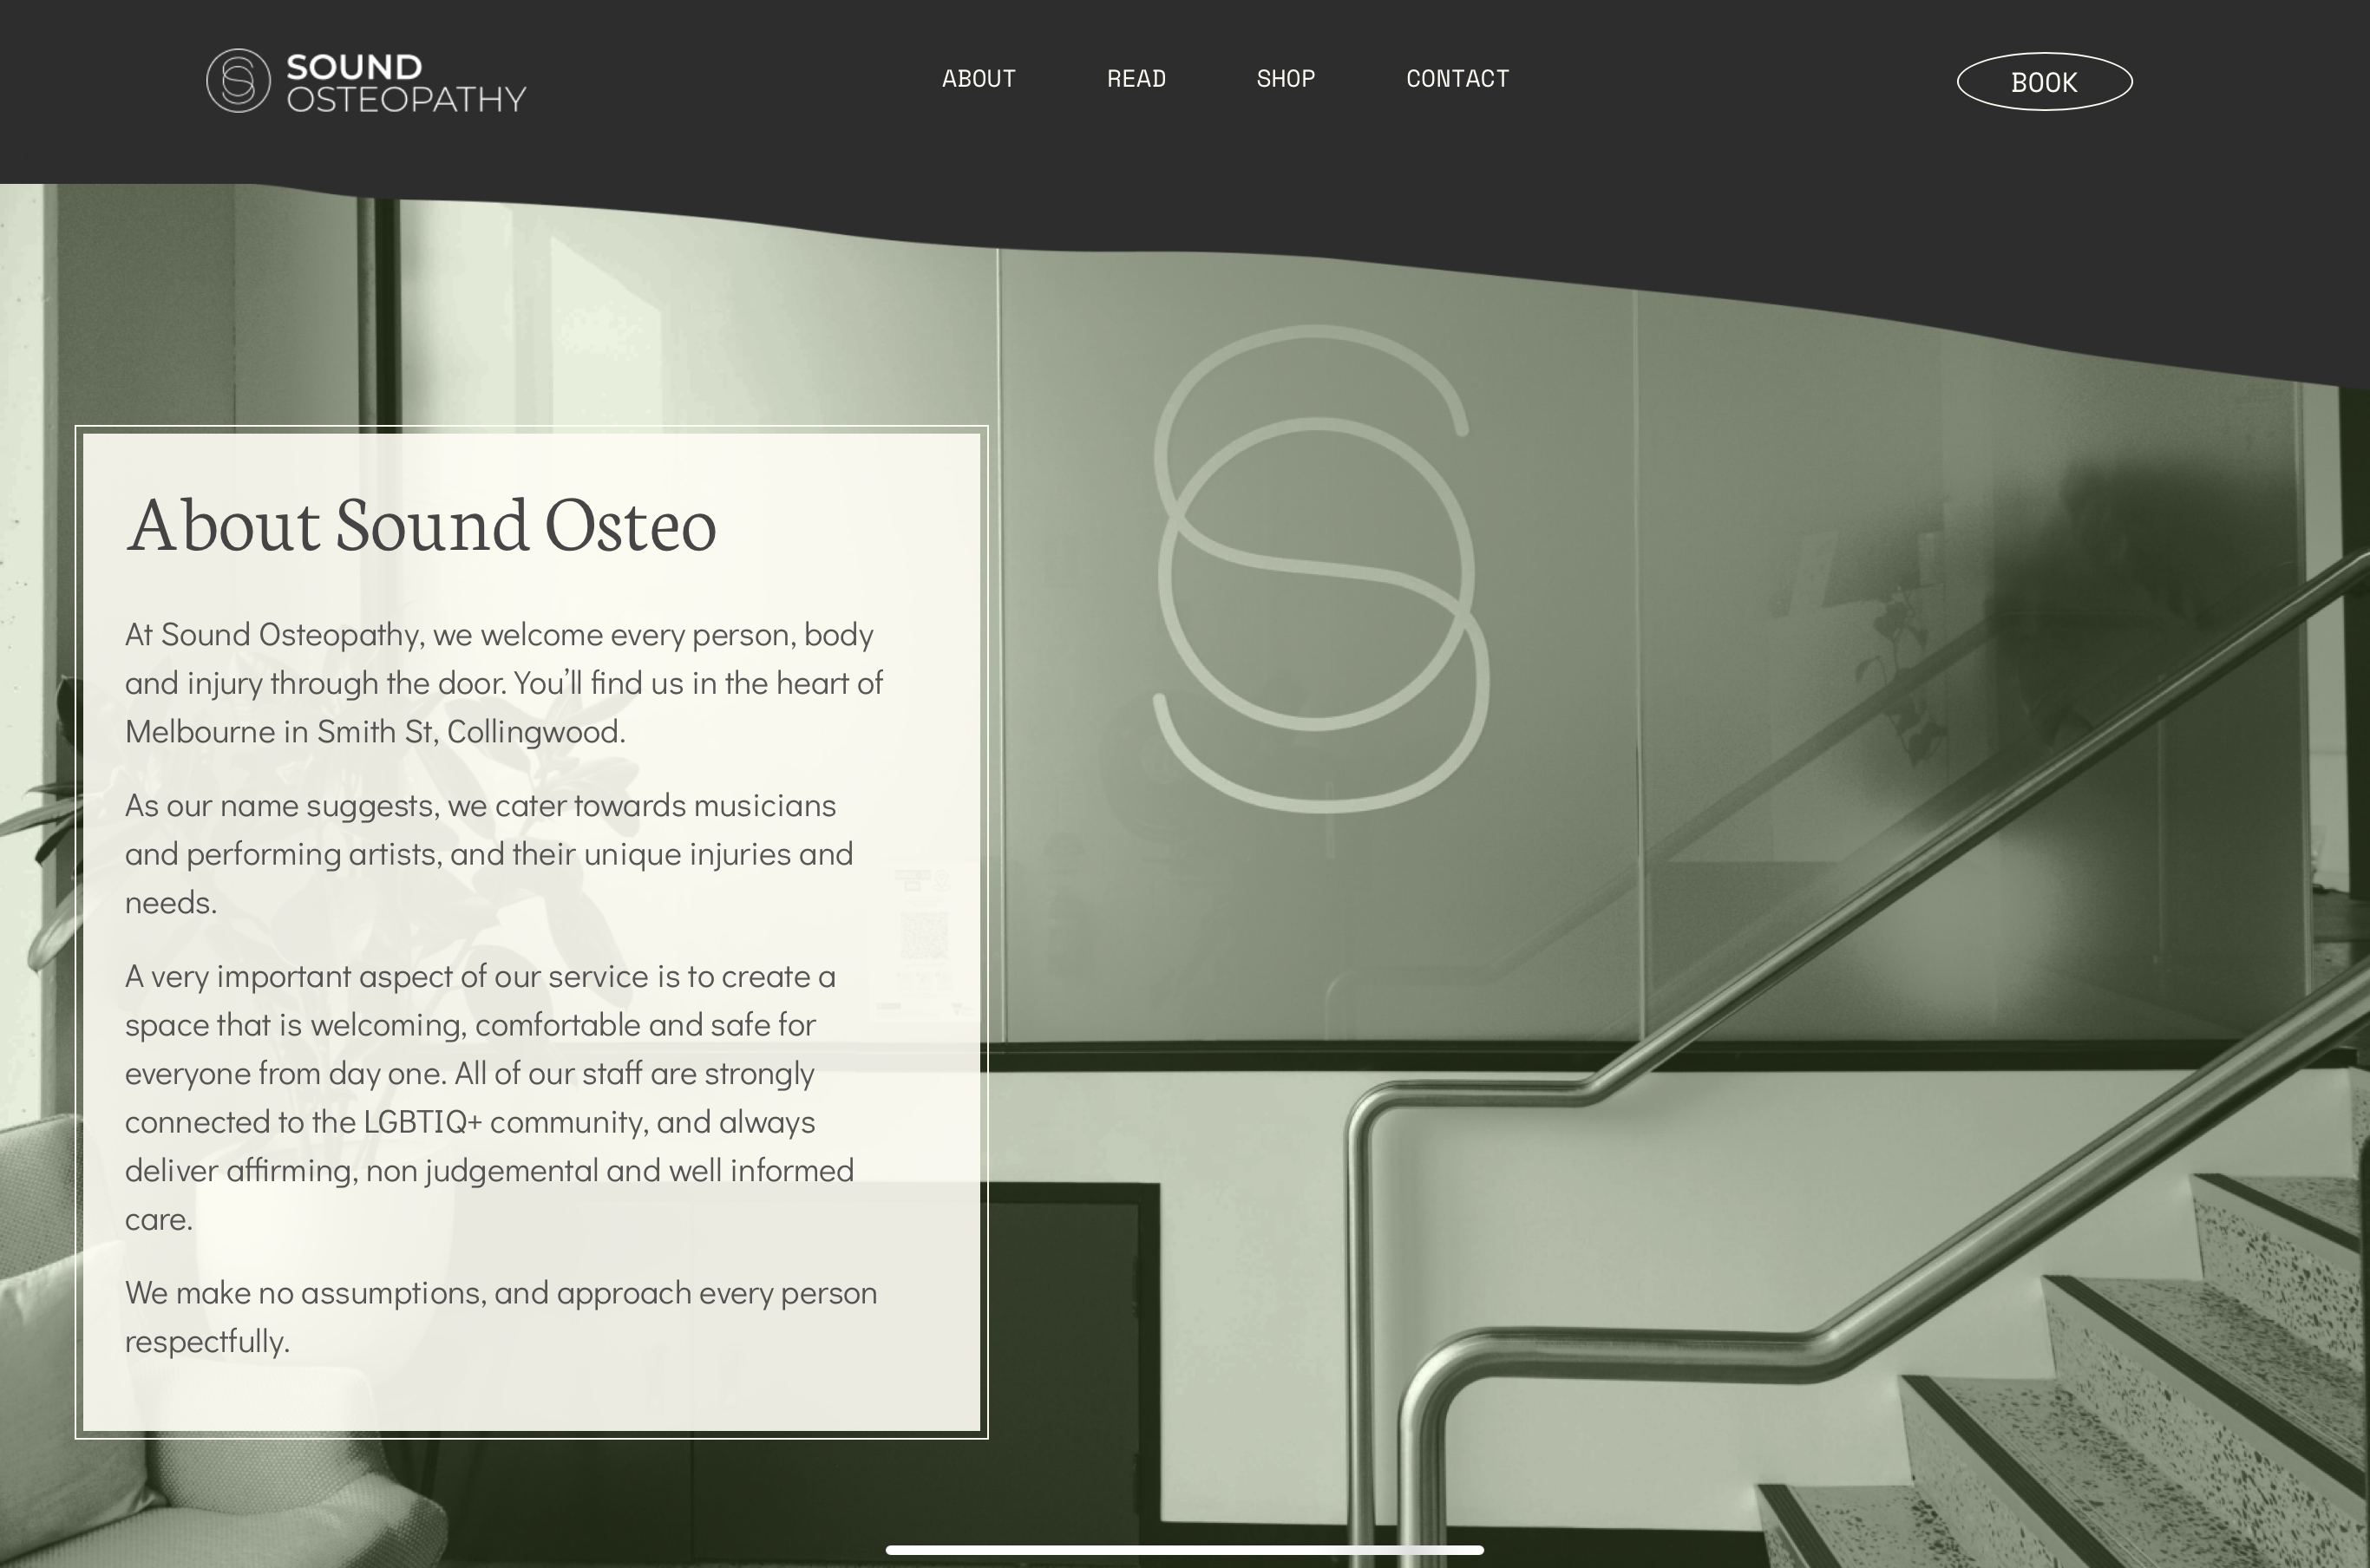 SOUND
OSTEOPATHY
ABOUT
READ
SHOP
CONTACT
BOOK
About Sound Osteo
At Sound Osteopathy, we welcome every person, body
and injury through the door. You’ll find us in the heart of
Melbourne in Smith St, Collingwood.
As our name suggests, we cater towards musicians
and performing artists, and their unique injuries and
needs.
A very important aspect of our service is to create a
space that is welcoming, comfortable and safe for
everyone from day one. All of our staff are strongly
connected to the LGBTIQ+ community, and always
deliver affirming, non judgemental and well informed
care.
We make no assumptions, and approach every person
respectfully.